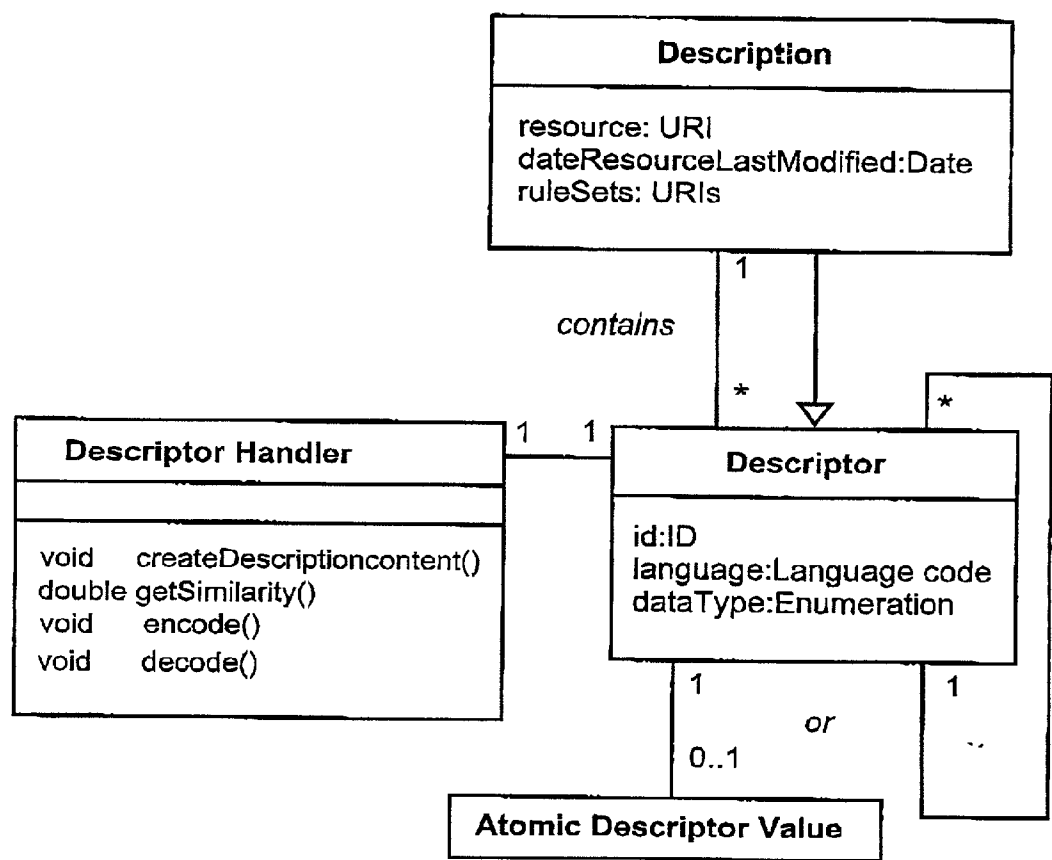 Description
resource: URI
dateResourceLastModified:Date
ruleSets: URIs
1
contains
*
*
Descriptor Handler
1
1
Descriptor
void createDescriptioncontent()
double getSimilarity()
void encode()
void decode()
id:ID
language:Language code
dataType:Enumeration
1
1
or
0..1
Atomic Descriptor Value